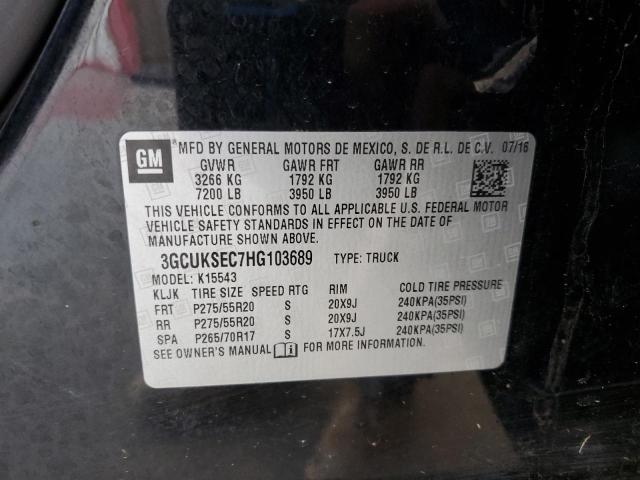 GM
MFD BY GENERAL MOTORS DE MEXICO, S. DE R.L. DE C.V. 07/16
GVWR GAWR FRT GAWR RR
3266 KG 1792 KG 1792 KG
7200 LB 3950 LB 3950 LB
THIS VEHICLE CONFORMS TO ALL APPLICABLE U.S. FEDERAL MOTOR
VEHICLE SAFETY STANDARDS IN EFFECT ON THE DATE OF
MANUFACTURE SHOWN ABOVE.
3GCUKSEC7HG103689 TYPE: TRUCK
MODEL: K15543
KLJK TIRE SIZE SPEED RTG RIM COLD TIRE PRESSURE
FRT P275/55R20 S 20X9J 240KPA(35PSI)
RR P275/55R20 S 20X9J 240KPA(35PSI)
SPA P265/70R17 S 17X7.5J 240KPA(35PSI)
SEE OWNER'S MANUAL FOR MORE INFORMATION.